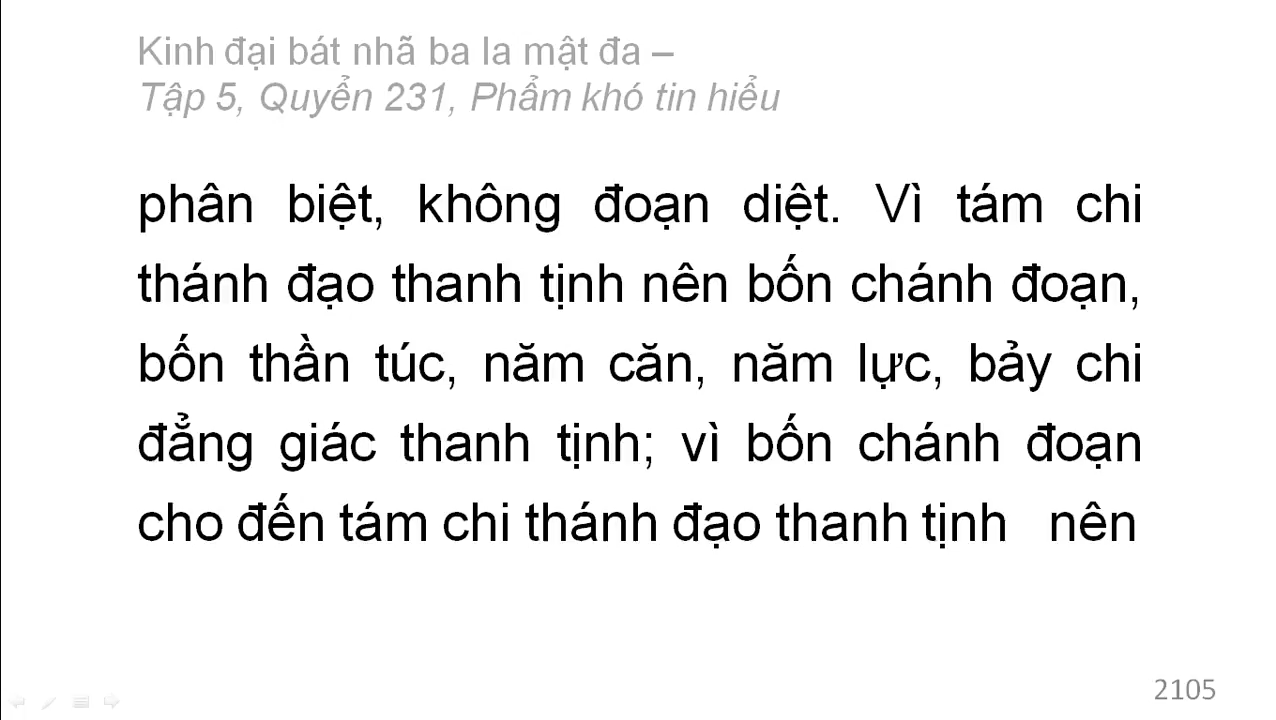 Kinh đại bát nhã ba la mật đa –
Tập 5, Quyển 231, Phẩm khó tin hiểu
phân biệt, không đoạn diệt. Vì tám chi
thánh đạo thanh tịnh nên bốn chánh đoạn,
bốn thần túc, năm căn, năm lực, bảy chi
đẳng giác thanh tịnh; vì bốn chánh đoạn
cho đến tám chi thánh đạo thanh tịnh nên
2105